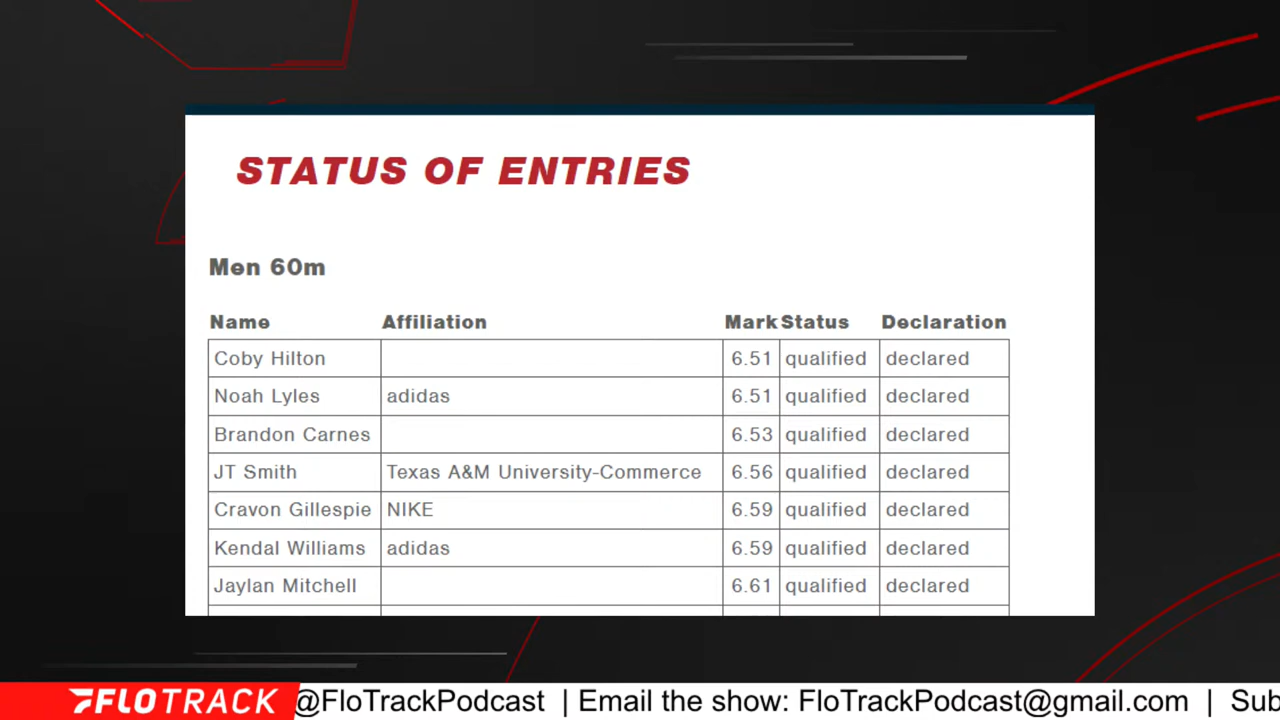 STATUS OF ENTRIES
Men 60m
Name Affiliation Mark Status Declaration
Coby Hilton 6.51 qualified declared
Noah Lyles adidas 6.51 qualified declared
Brandon Carnes 6.53 qualified declared
JT Smith Texas A&M University-Commerce 6.56 qualified declared
Cravon Gillespie NIKE 6.59 qualified declared
Kendal Williams adidas 6.59 qualified declared
Jaylan Mitchell 6.61 qualified declared
FLOTRACK @FloTrackPodcast | Email the show: FloTrackPodcast@gmail.com | Sub